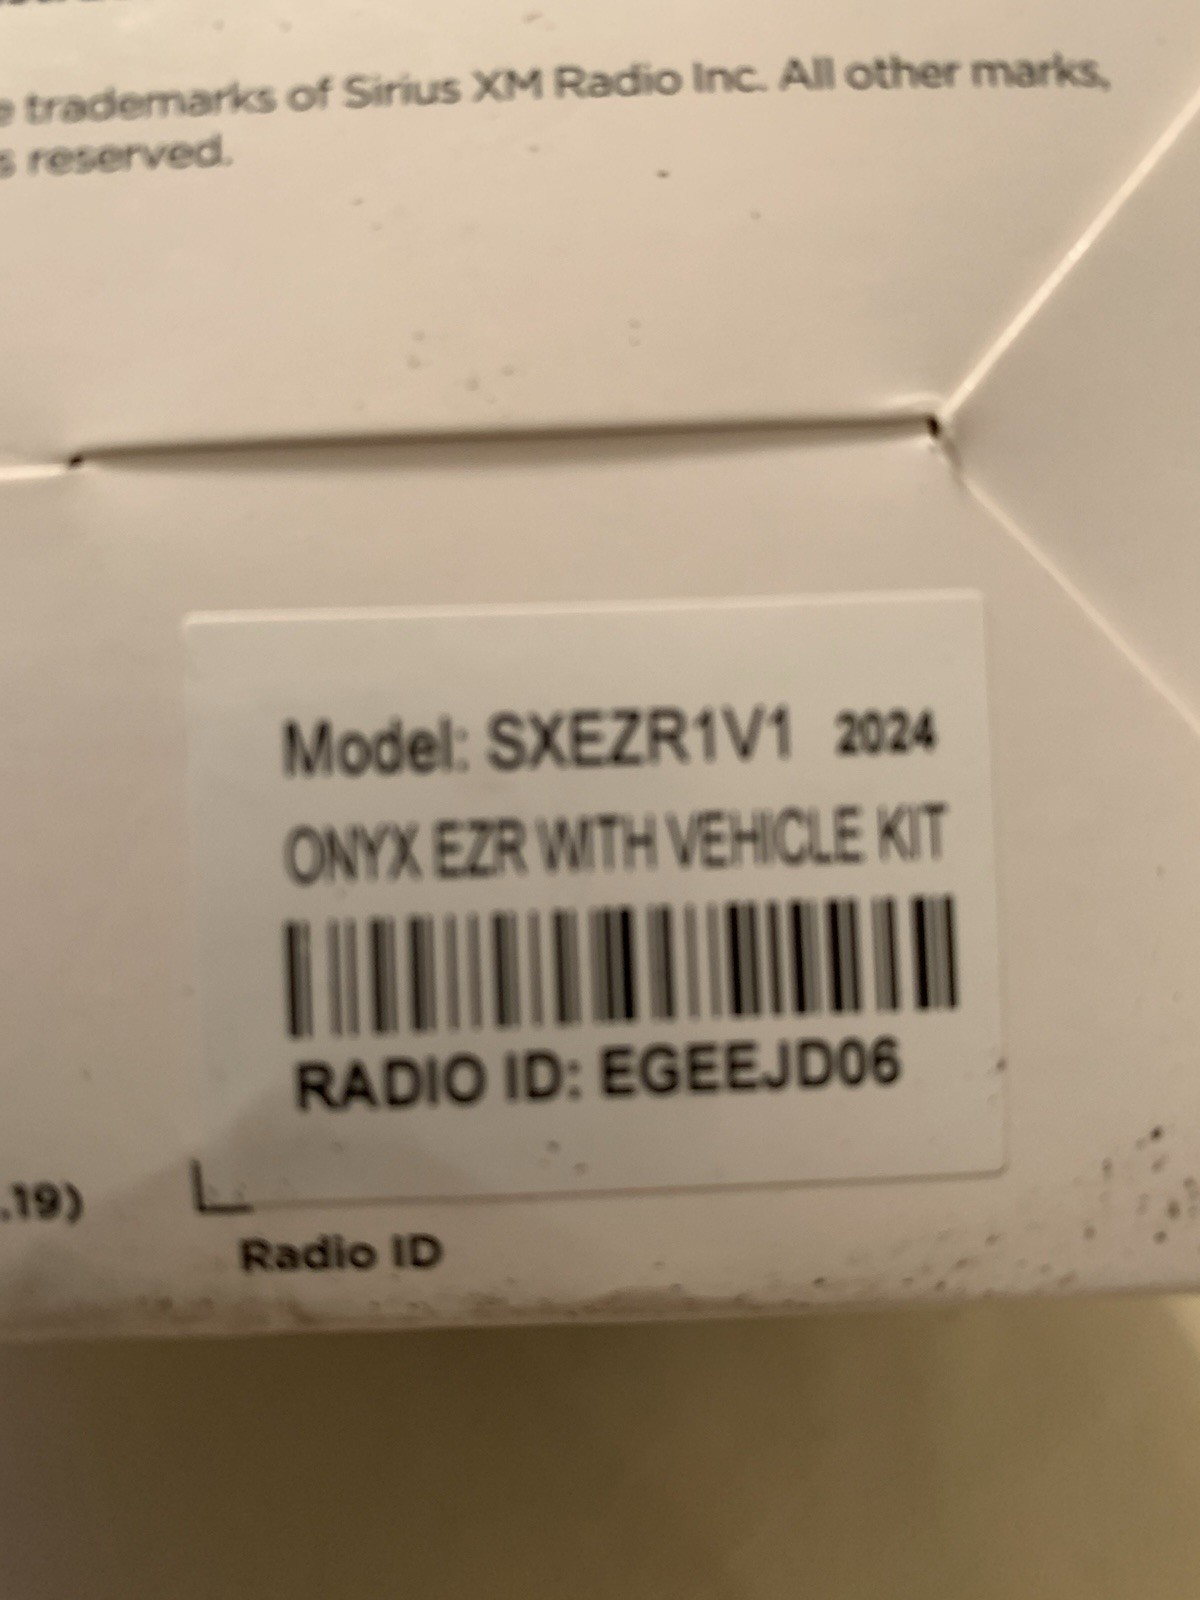 e trademarks of Sirius XM Radio Inc. All other marks,
s reserved.
Model: SXEZR1V1 2024
ONYX EZR WITH VEHICLE KIT
RADIO ID: EGEEJD06
.19)
Radio ID